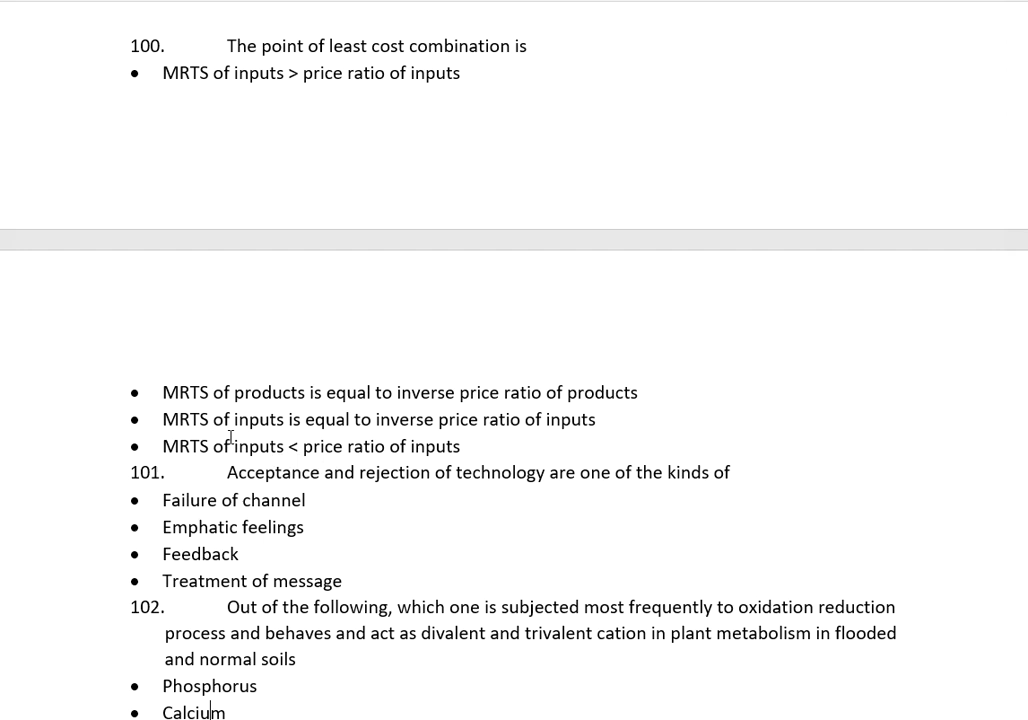 100. The point of least cost combination is
• MRTS of inputs > price ratio of inputs
• MRTS of products is equal to inverse price ratio of products
• MRTS of inputs is equal to inverse price ratio of inputs
• MRTS of inputs < price ratio of inputs
101. Acceptance and rejection of technology are one of the kinds of
• Failure of channel
• Emphatic feelings
• Feedback
• Treatment of message
102. Out of the following, which one is subjected most frequently to oxidation reduction
process and behaves and act as divalent and trivalent cation in plant metabolism in flooded
and normal soils
• Phosphorus
• Calcium